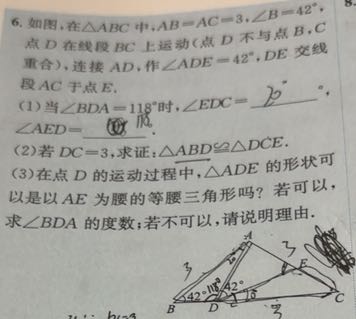 6. 如图,在△ABC 中,AB=AC=3,∠B=42°,
点 D 在线段 BC 上运动(点 D 不与点 B,C
重合),连接 AD,作∠ADE=42°,DE 交线
段 AC 于点 E.
(1)当∠BDA=118°时,∠EDC= 20° °,
∠AED= .
(2)若 DC=3,求证:△ABD≌△DCE.
(3)在点 D 的运动过程中,△ADE 的形状可
以是以 AE 为腰的等腰三角形吗?若可以,
求∠BDA 的度数;若不可以,请说明理由.
A
3
3
E
42°
118°
42°
B
D
C
3